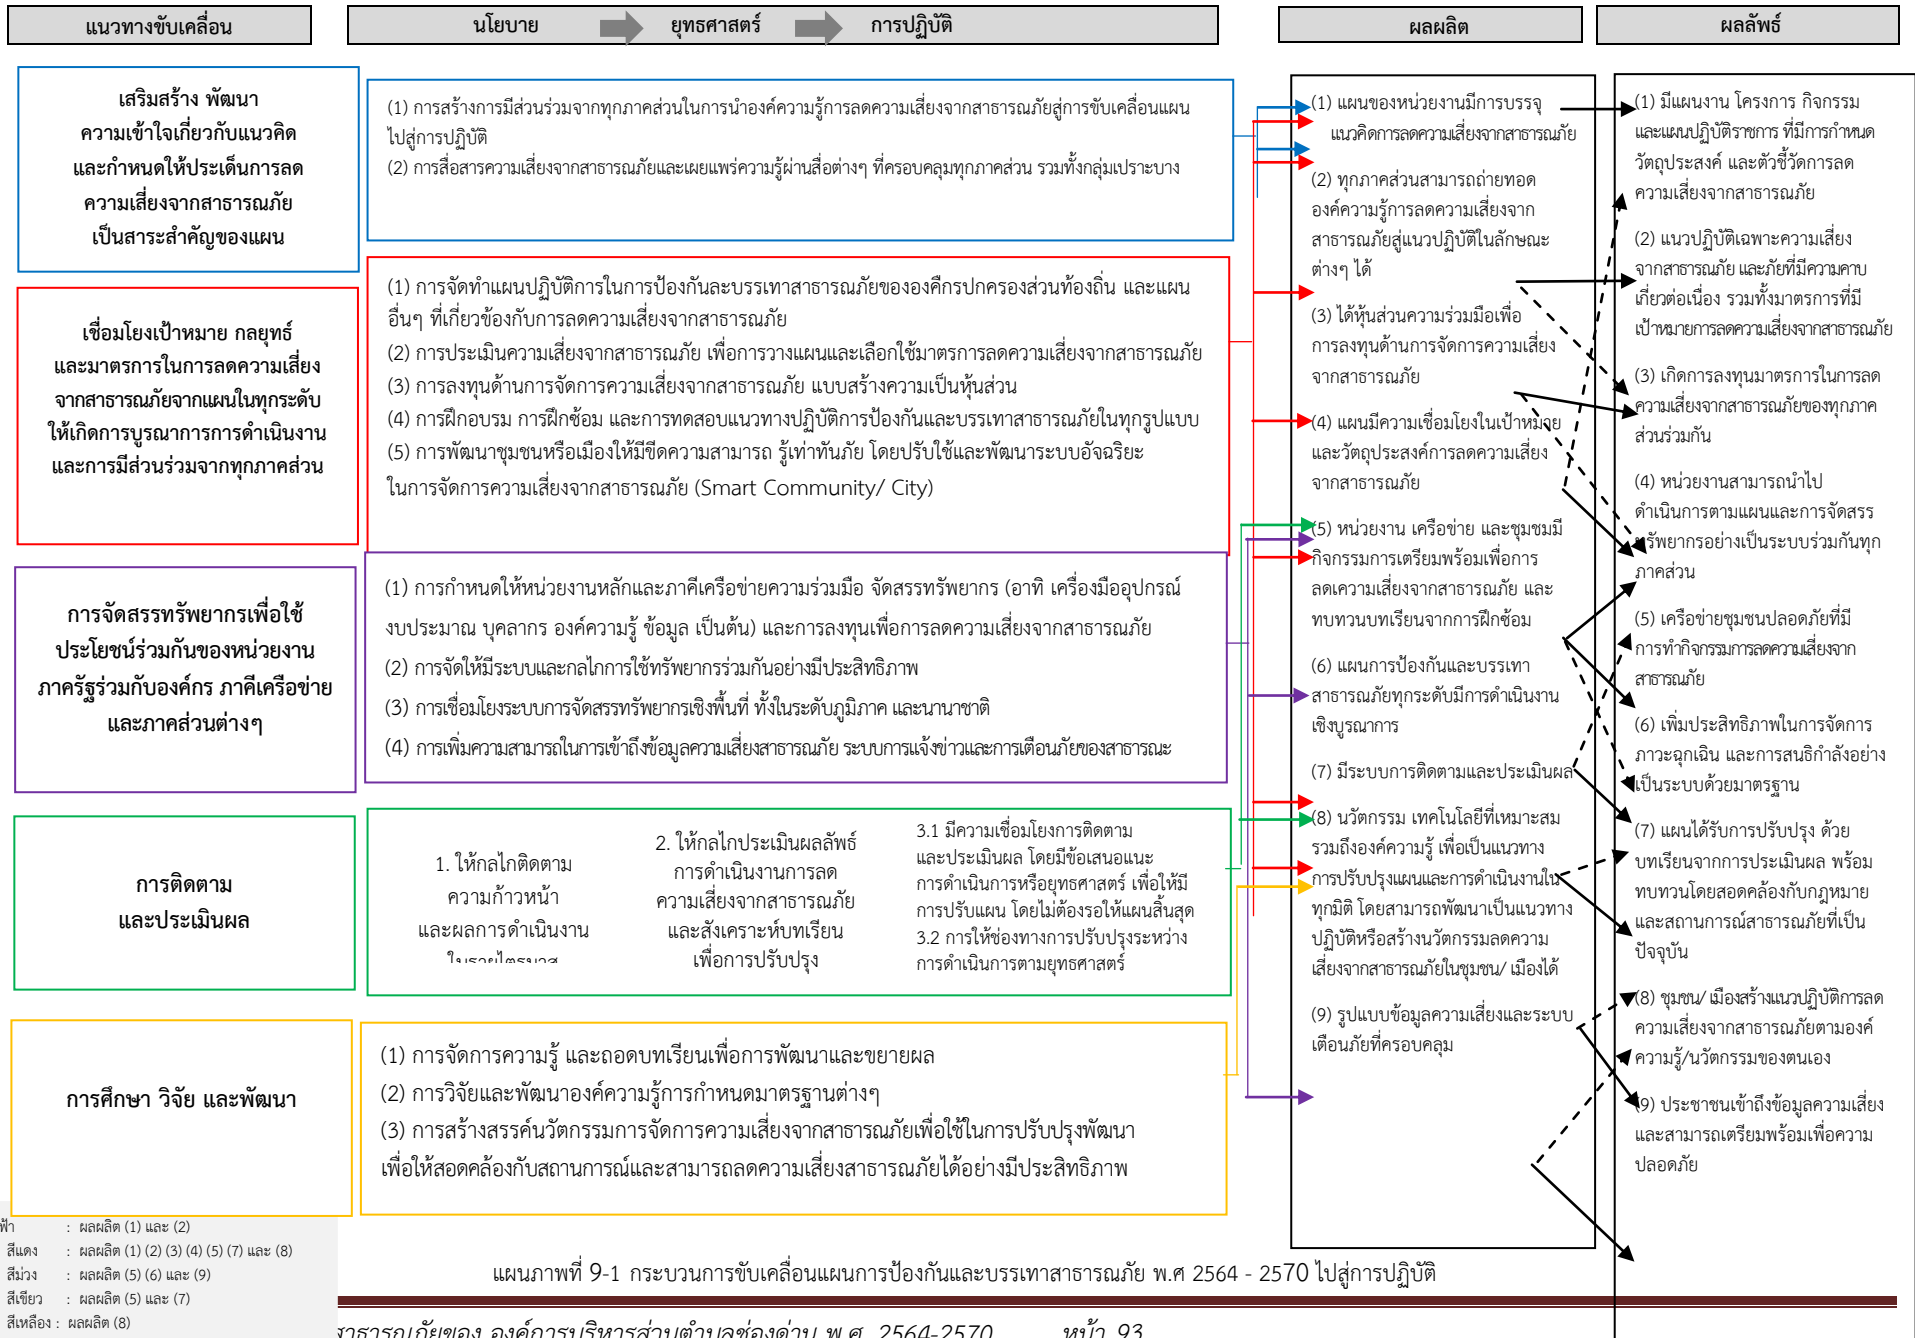 แนวทางขับเคลื่อน
นโยบาย
ยุทธศาสตร์
การปฏิบัติ
ผลผลิต
ผลลัพธ์
เสริมสร้าง พัฒนา
ความเข้าใจเกี่ยวกับแนวคิด
และกำหนดให้ประเด็นการลด
ความเสี่ยงจากสาธารณภัย
เป็นสาระสำคัญของแผน
(1) การสร้างการมีส่วนร่วมจากทุกภาคส่วนในการนำองค์ความรู้การลดความเสี่ยงจากสาธารณภัยสู่การขับเคลื่อนแผน
ไปสู่การปฏิบัติ
(2) การสื่อสารความเสี่ยงจากสาธารณภัยและเผยแพร่ความรู้ผ่านสื่อต่างๆ ที่ครอบคลุมทุกภาคส่วน รวมทั้งกลุ่มเปราะบาง
เชื่อมโยงเป้าหมาย กลยุทธ์
และมาตรการในการลดความเสี่ยง
จากสาธารณภัยจากแผนในทุกระดับ
ให้เกิดการบูรณาการการดำเนินงาน
และการมีส่วนร่วมจากทุกภาคส่วน
(1) การจัดทำแผนปฏิบัติการในการป้องกันละบรรเทาสาธารณภัยขององค์กรปกครองส่วนท้องถิ่น และแผน
อื่นๆ ที่เกี่ยวข้องกับการลดความเสี่ยงจากสาธารณภัย
(2) การประเมินความเสี่ยงจากสาธารณภัย เพื่อการวางแผนและเลือกใช้มาตรการลดความเสี่ยงจากสาธารณภัย
(3) การลงทุนด้านการจัดการความเสี่ยงจากสาธารณภัย แบบสร้างความเป็นหุ้นส่วน
(4) การฝึกอบรม การฝึกซ้อม และการทดสอบแนวทางปฏิบัติการป้องกันและบรรเทาสาธารณภัยในทุกรูปแบบ
(5) การพัฒนาชุมชนหรือเมืองให้มีขีดความสามารถ รู้เท่าทันภัย โดยปรับใช้และพัฒนาระบบอัจฉริยะ
ในการจัดการความเสี่ยงจากสาธารณภัย (Smart Community/ City)
การจัดสรรทรัพยากรเพื่อใช้
ประโยชน์ร่วมกันของหน่วยงาน
ภาครัฐร่วมกับองค์กร ภาคีเครือข่าย
และภาคส่วนต่างๆ
(1) การกำหนดให้หน่วยงานหลักและภาคีเครือข่ายความร่วมมือ จัดสรรทรัพยากร (อาทิ เครื่องมืออุปกรณ์
งบประมาณ บุคลากร องค์ความรู้ ข้อมูล เป็นต้น) และการลงทุนเพื่อการลดความเสี่ยงจากสาธารณภัย
(2) การจัดให้มีระบบและกลไกการใช้ทรัพยากรร่วมกันอย่างมีประสิทธิภาพ
(3) การเชื่อมโยงระบบการจัดสรรทรัพยากรเชิงพื้นที่ ทั้งในระดับภูมิภาค และนานาชาติ
(4) การเพิ่มความสามารถในการเข้าถึงข้อมูลความเสี่ยงสาธารณภัย ระบบการแจ้งข่าวและการเตือนภัยของสาธารณะ
การติดตาม
และประเมินผล
1. ให้กลไกติดตาม
ความก้าวหน้า
และผลการดำเนินงาน
ในรายไตรมาส
2. ให้กลไกประเมินผลลัพธ์
การดำเนินงานการลด
ความเสี่ยงจากสาธารณภัย
และสังเคราะห์บทเรียน
เพื่อการปรับปรุง
3.1 มีความเชื่อมโยงการติดตาม
และประเมินผล โดยมีข้อเสนอแนะ
การดำเนินการหรือยุทธศาสตร์ เพื่อให้มี
การปรับแผน โดยไม่ต้องรอให้แผนสิ้นสุด
3.2 การให้ช่องทางการปรับปรุงระหว่าง
การดำเนินการตามยุทธศาสตร์
การศึกษา วิจัย และพัฒนา
(1) การจัดการความรู้ และถอดบทเรียนเพื่อการพัฒนาและขยายผล
(2) การวิจัยและพัฒนาองค์ความรู้การกำหนดมาตรฐานต่างๆ
(3) การสร้างสรรค์นวัตกรรมการจัดการความเสี่ยงจากสาธารณภัยเพื่อใช้ในการปรับปรุงพัฒนา
เพื่อให้สอดคล้องกับสถานการณ์และสามารถลดความเสี่ยงสาธารณภัยได้อย่างมีประสิทธิภาพ
(1) แผนของหน่วยงานมีการบรรจุ
แนวคิดการลดความเสี่ยงจากสาธารณภัย
(2) ทุกภาคส่วนสามารถถ่ายทอด
องค์ความรู้การลดความเสี่ยงจาก
สาธารณภัยสู่แนวปฏิบัติในลักษณะ
ต่างๆ ได้
(3) ได้หุ้นส่วนความร่วมมือเพื่อ
การลงทุนด้านการจัดการความเสี่ยง
จากสาธารณภัย
(4) แผนมีความเชื่อมโยงในเป้าหมาย
และวัตถุประสงค์การลดความเสี่ยง
จากสาธารณภัย
(5) หน่วยงาน เครือข่าย และชุมชมมี
กิจกรรมการเตรียมพร้อมเพื่อการ
ลดเความเสี่ยงจากสาธารณภัย และ
ทบทวนบทเรียนจากการฝึกซ้อม
(6) แผนการป้องกันและบรรเทา
สาธารณภัยทุกระดับมีการดำเนินงาน
เชิงบูรณาการ
(7) มีระบบการติดตามและประเมินผล
(8) นวัตกรรม เทคโนโลยีที่เหมาะสม
รวมถึงองค์ความรู้ เพื่อเป็นแนวทาง
การปรับปรุงแผนและการดำเนินงานใน
ทุกมิติ โดยสามารถพัฒนาเป็นแนวทาง
ปฏิบัติหรือสร้างนวัตกรรมลดความ
เสี่ยงจากสาธารณภัยในชุมชน/ เมืองได้
(9) รูปแบบข้อมูลความเสี่ยงและระบบ
เตือนภัยที่ครอบคลุม
(1) มีแผนงาน โครงการ กิจกรรม
และแผนปฏิบัติราชการ ที่มีการกำหนด
วัตถุประสงค์ และตัวชี้วัดการลด
ความเสี่ยงจากสาธารณภัย
(2) แนวปฏิบัติเฉพาะความเสี่ยง
จากสาธารณภัย และภัยที่มีความคาบ
เกี่ยวต่อเนื่อง รวมทั้งมาตรการที่มี
เป้าหมายการลดความเสี่ยงจากสาธารณภัย
(3) เกิดการลงทุนมาตรการในการลด
ความเสี่ยงจากสาธารณภัยของทุกภาค
ส่วนร่วมกัน
(4) หน่วยงานสามารถนำไป
ดำเนินการตามแผนและการจัดสรร
ทรัพยากรอย่างเป็นระบบร่วมกันทุก
ภาคส่วน
(5) เครือข่ายชุมชนปลอดภัยที่มี
การทำกิจกรรมการลดความเสี่ยงจาก
สาธารณภัย
(6) เพิ่มประสิทธิภาพในการจัดการ
ภาวะฉุกเฉิน และการสนธิกำลังอย่าง
เป็นระบบด้วยมาตรฐาน
(7) แผนได้รับการปรับปรุง ด้วย
บทเรียนจากการประเมินผล พร้อม
ทบทวนโดยสอดคล้องกับกฎหมาย
และสถานการณ์สาธารณภัยที่เป็น
ปัจจุบัน
(8) ชุมชน/ เมืองสร้างแนวปฏิบัติการลด
ความเสี่ยงจากสาธารณภัยตามองค์
ความรู้/นวัตกรรมของตนเอง
(9) ประชาชนเข้าถึงข้อมูลความเสี่ยง
และสามารถเตรียมพร้อมเพื่อความ
ปลอดภัย
ฟ้า : ผลผลิต (1) และ (2)
สีแดง : ผลผลิต (1) (2) (3) (4) (5) (7) และ (8)
สีม่วง : ผลผลิต (5) (6) และ (9)
สีเขียว : ผลผลิต (5) และ (7)
สีเหลือง : ผลผลิต (8)
แผนภาพที่ 9-1 กระบวนการขับเคลื่อนแผนการป้องกันและบรรเทาสาธารณภัย พ.ศ 2564 - 2570 ไปสู่การปฏิบัติ
สาธารณภัยของ องค์การบริหารส่วนตำบลช่องด่าน พ.ศ. 2564-2570 หน้า 93